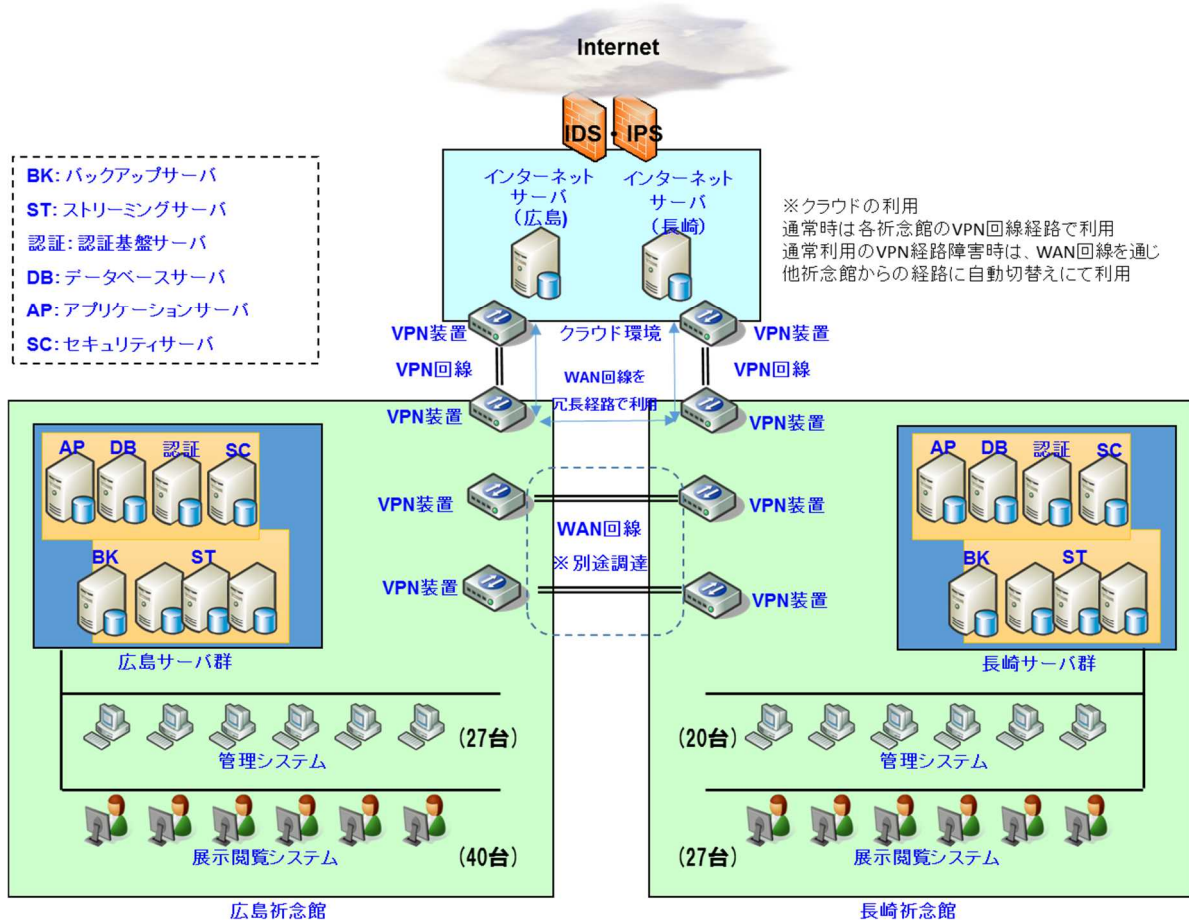 Internet
IDS・IPS
BK: バックアップサーバ
ST: ストリーミングサーバ
認証: 認証基盤サーバ
DB: データベースサーバ
AP: アプリケーションサーバ
SC: セキュリティサーバ
インターネット
サーバ
(広島)
インターネット
サーバ
(長崎)
※クラウドの利用
通常時は各祈念館のVPN回線経路で利用
通常利用のVPN経路障害時は、WAN回線を通じ
他祈念館からの経路に自動切替えにて利用
VPN装置
クラウド環境
VPN装置
VPN回線
WAN回線を
冗長経路で利用
VPN回線
VPN装置
VPN装置
AP DB 認証 SC
BK ST
広島サーバ群
VPN装置
VPN装置
WAN回線
※別途調達
VPN装置
VPN装置
AP DB 認証 SC
BK ST
長崎サーバ群
(27台)
管理システム
(20台)
管理システム
(40台)
展示閲覧システム
(27台)
展示閲覧システム
広島祈念館
長崎祈念館